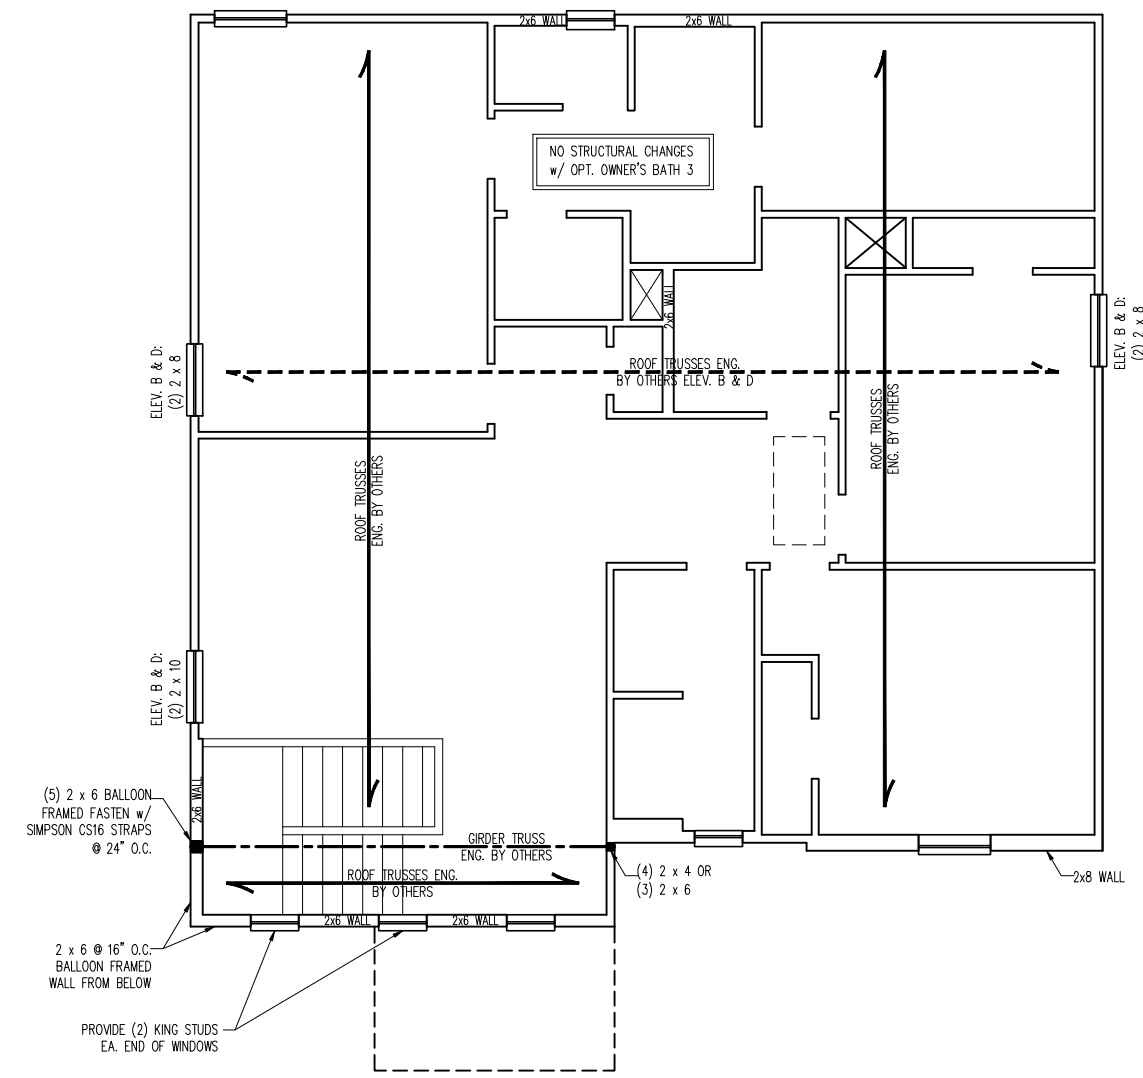 2x6 WALL
2x6 WALL
NO STRUCTURAL CHANGES
w/ OPT. OWNER'S BATH 3
2x6 WALL
ELEV. B & D:
(2) 2 x 8
ELEV. B & D:
(2) 2 x 8
ROOF TRUSSES ENG.
BY OTHERS ELEV. B & D
ROOF TRUSSES
ENG. BY OTHERS
ROOF TRUSSES
ENG. BY OTHERS
ELEV. B & D:
(2) 2 x 10
2x6 WALL
(5) 2 x 6 BALLOON
FRAMED FASTEN w/
SIMPSON CS16 STRAPS
@ 24" O.C.
GIRDER TRUSS
ENG. BY OTHERS
ROOF TRUSSES ENG.
BY OTHERS
(4) 2 x 4 OR
(3) 2 x 6
2x8 WALL
2x6 WALL
2x6 WALL
2 x 6 @ 16" O.C.
BALLOON FRAMED
WALL FROM BELOW
PROVIDE (2) KING STUDS
EA. END OF WINDOWS